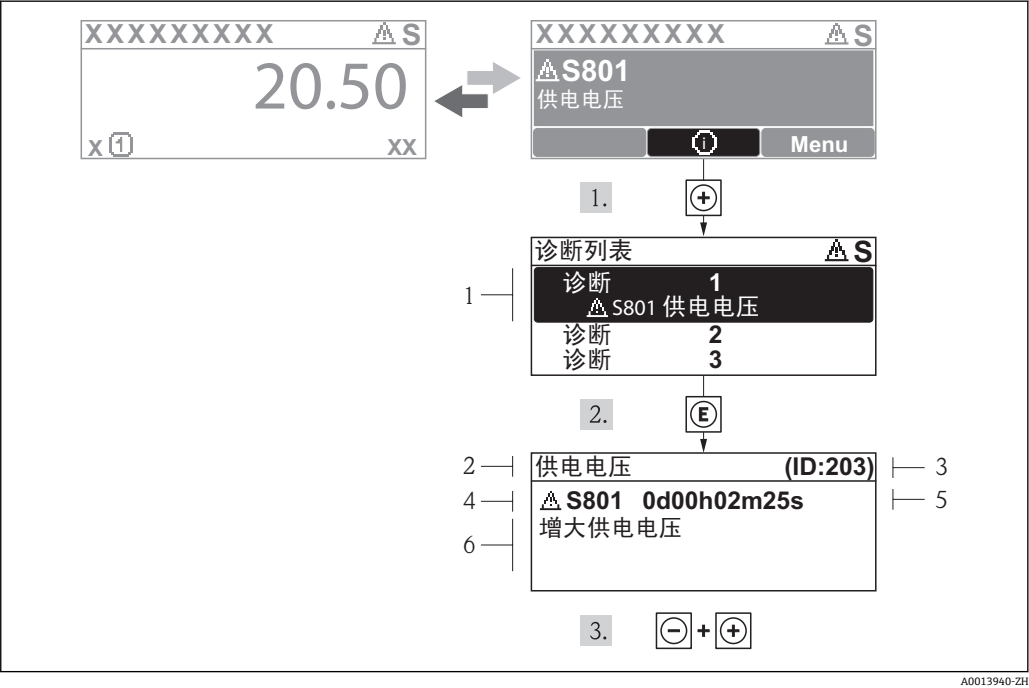 XXXXXXXXX S
20.50
X 1 XX
XXXXXXXXX S
S801
供电电压
i Menu
1. +
诊断列表 S
1
诊断 1
S801 供电电压
诊断 2
诊断 3
2. E
2 供电电压 (ID:203) 3
4 S801 0d00h02m25s 5
6 增大供电电压
3. - + +
A0013940-ZH